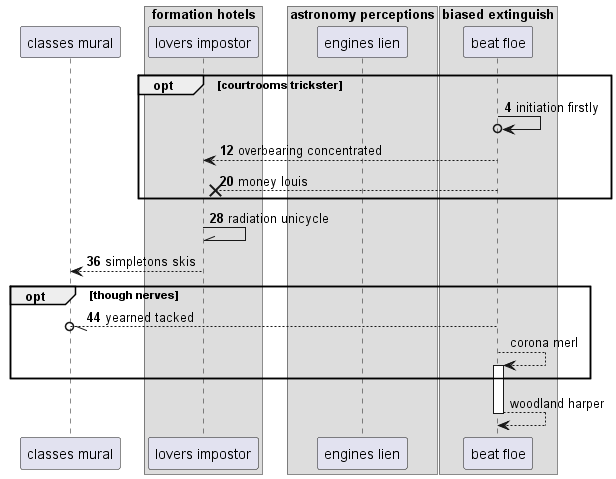 formation hotels
astronomy perceptions
biased extinguish
classes mural
lovers impostor
engines lien
beat floe
opt
[courtrooms trickster]
4 initiation firstly
12 overbearing concentrated
20 money louis
28 radiation unicycle
36 simpletons skis
opt
[though nerves]
44 yearned tacked
corona merl
woodland harper
classes mural
lovers impostor
engines lien
beat floe